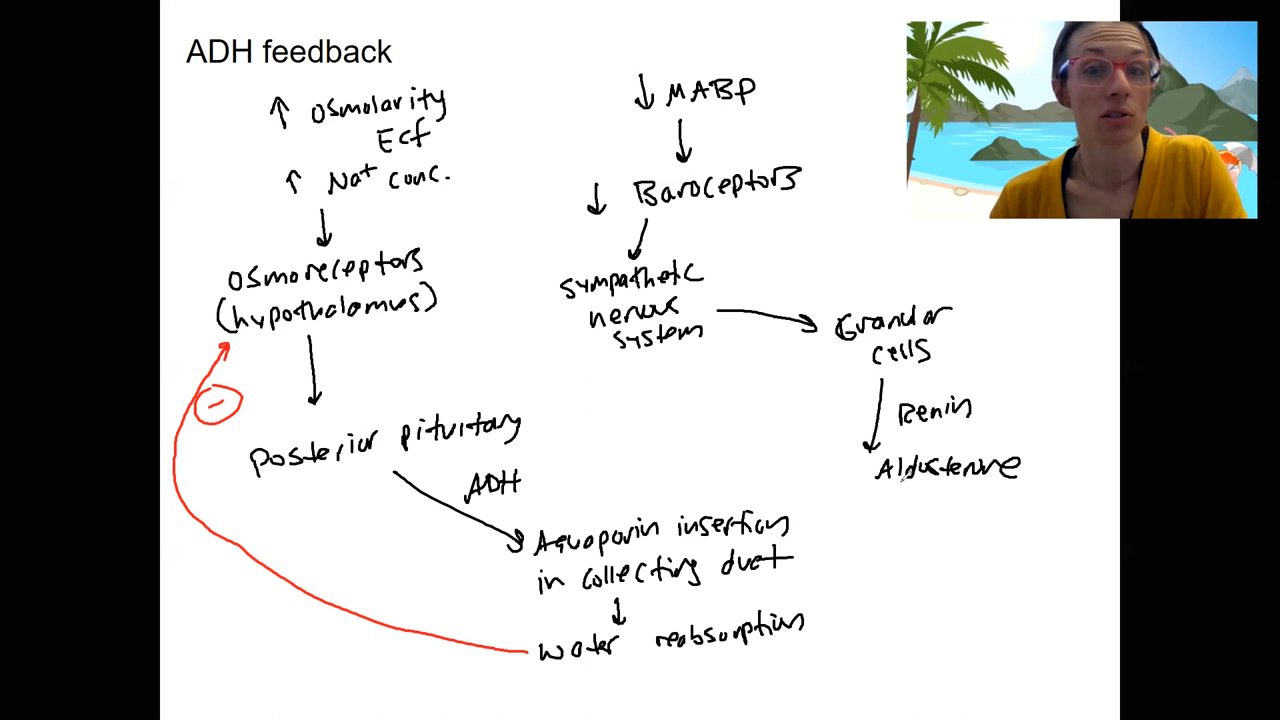 ADH feedback
↑ Osmolarity
Ecf
↑ Na+ conc.
Osmoreceptors
(hypothalamus)
Posterior pituitary
ADH
Aquaporin insertion
in collecting duct
Water reabsorption
-
↓ MABP
↓ Baroceptors
Sympathetic
nervous
system
Granular
cells
Renin
Aldosterone